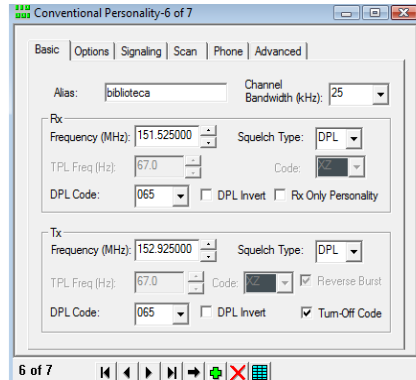 Conventional Personality-6 of 7
Basic Options Signaling Scan Phone Advanced
Alias: biblioteca Channel Bandwidth (kHz): 25
Rx
Frequency (MHz): 151.525000 Squelch Type: DPL
TPL Freq (Hz): 67.0 Code: XZ
DPL Code: 065 DPL Invert Rx Only Personality
Tx
Frequency (MHz): 152.925000 Squelch Type: DPL
TPL Freq (Hz): 67.0 Code: XZ Reverse Burst
DPL Code: 065 DPL Invert Turn-Off Code
6 of 7